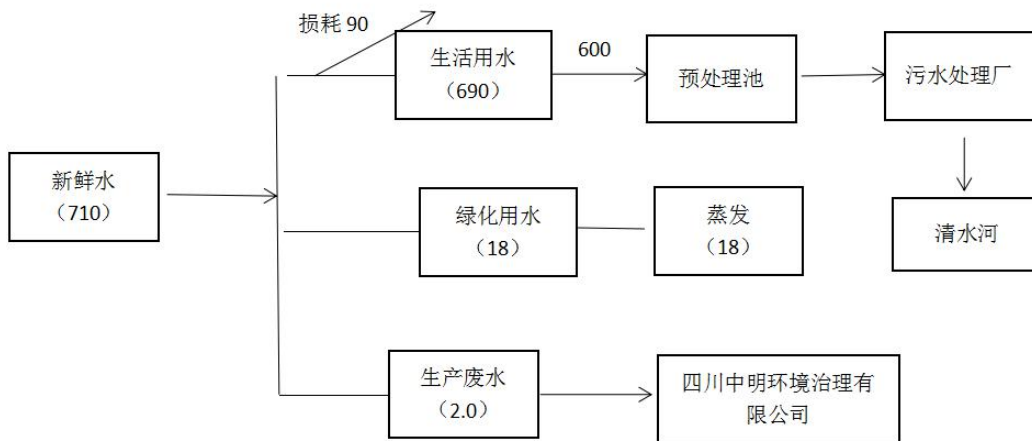 损耗 90
生活用水
（690）
600
预处理池
污水处理厂
新鲜水
（710）
绿化用水
（18）
蒸发
（18）
清水河
生产废水
（2.0）
四川中明环境治理有
限公司